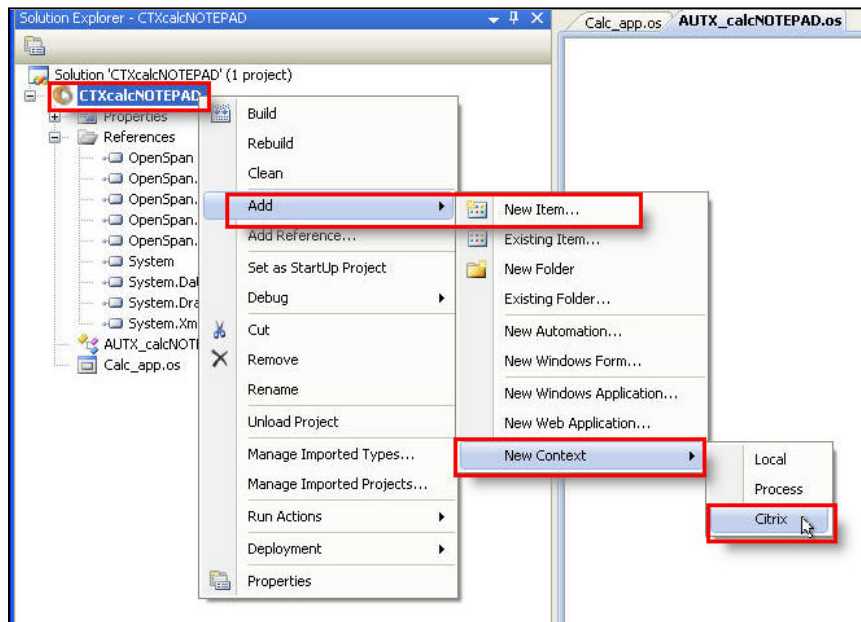 Solution Explorer - CTXcalcNOTEPAD
Calc_app.os
AUTX_calcNOTEPAD.os
Solution 'CTXcalcNOTEPAD' (1 project)
CTXcalcNOTEPAD
Properties
References
OpenSpan
OpenSpan.
OpenSpan.
OpenSpan.
OpenSpan.
System
System.Dat
System.Dra
System.Xm
AUTX_calcNOT
Calc_app.os
Build
Rebuild
Clean
Add
Add Reference...
Set as StartUp Project
Debug
Cut
Remove
Rename
Unload Project
Manage Imported Types...
Manage Imported Projects...
Run Actions
Deployment
Properties
New Item...
Existing Item...
New Folder
Existing Folder...
New Automation...
New Windows Form...
New Windows Application...
New Web Application...
New Context
Local
Process
Citrix